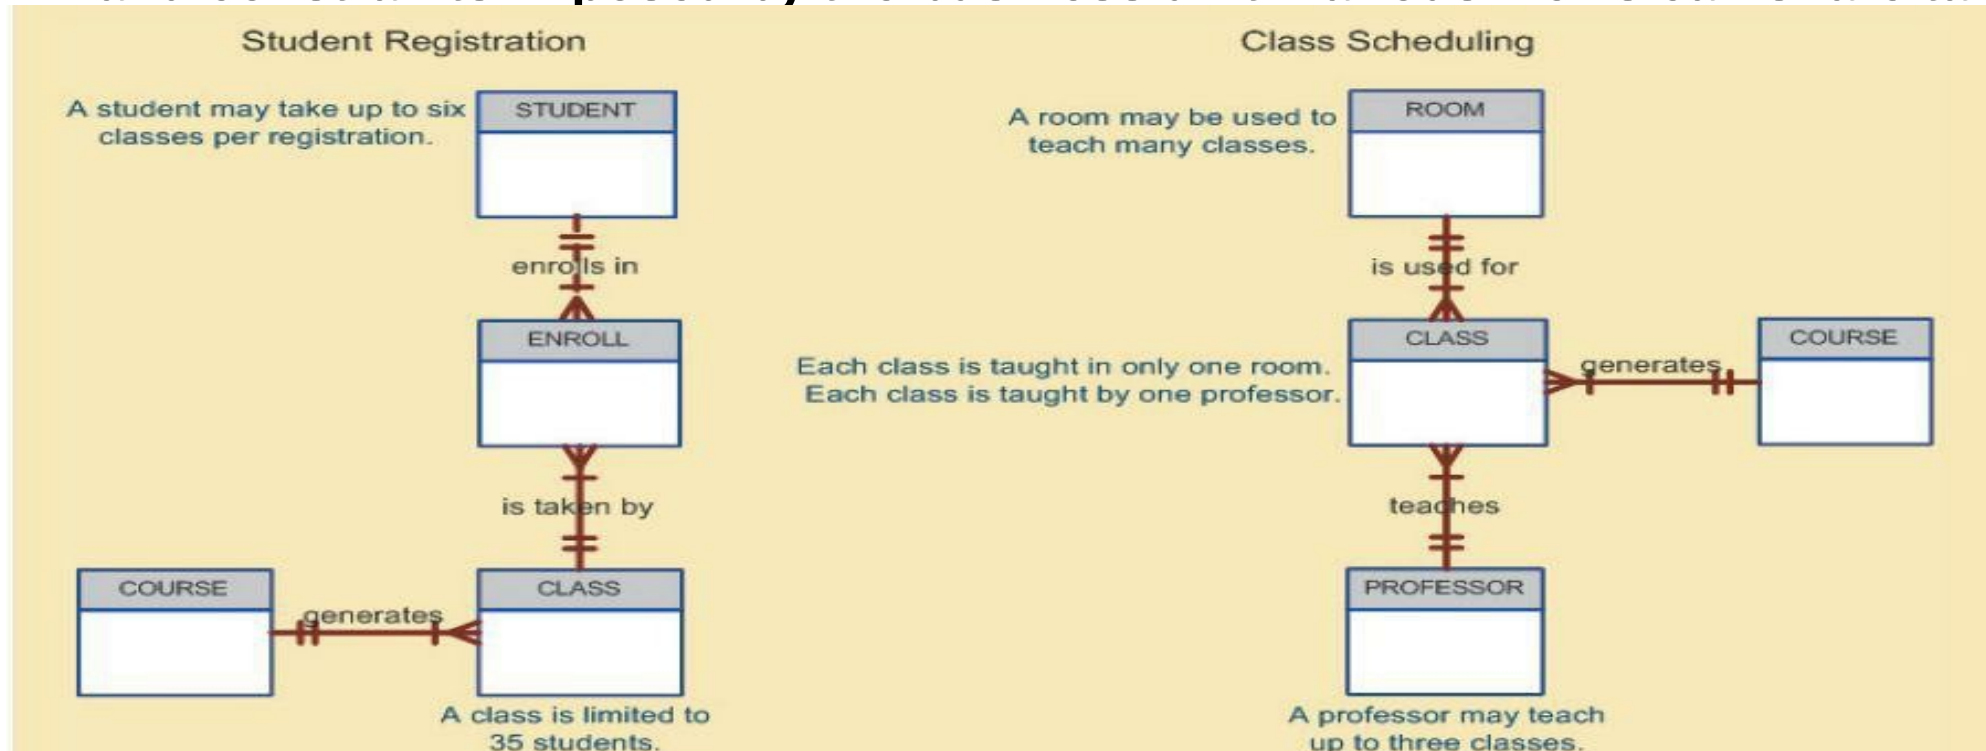 Student Registration
A student may take up to six
classes per registration.
STUDENT
enrolls in
ENROLL
is taken by
COURSE
generates
CLASS
A class is limited to
35 students.
Class Scheduling
A room may be used to
teach many classes.
ROOM
is used for
Each class is taught in only one room.
Each class is taught by one professor.
CLASS
generates
COURSE
teaches
PROFESSOR
A professor may teach
up to three classes.